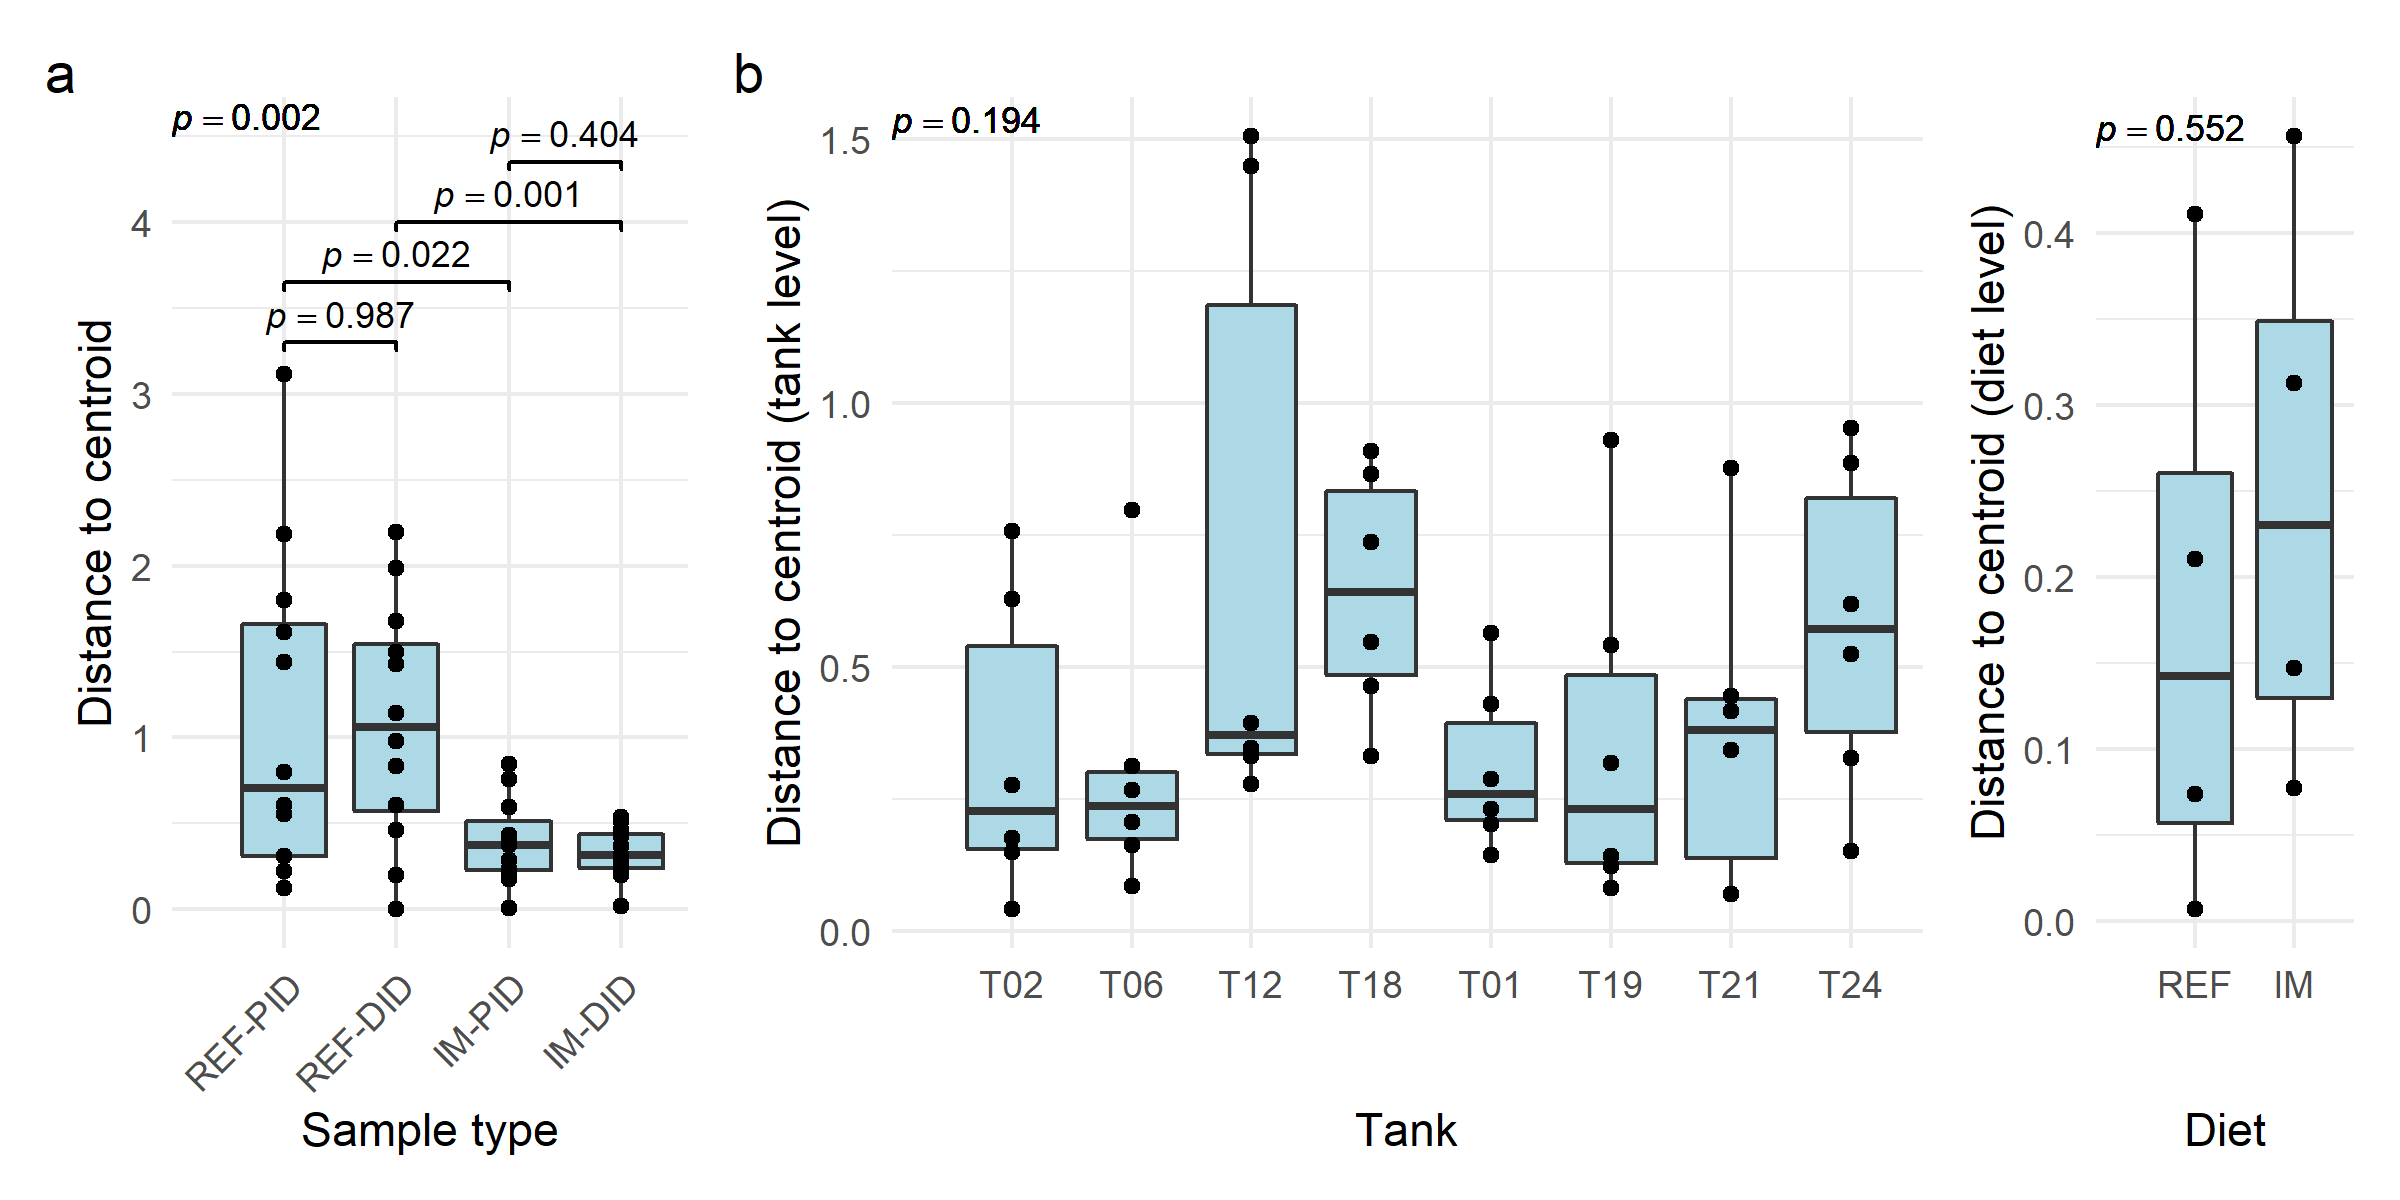 a
p = 0.002
p = 0.404
p = 0.001
p = 0.022
p = 0.987
Distance to centroid
4
3
2
1
0
REF-PID
REF-DID
IM-PID
IM-DID
Sample type
b
p = 0.194
Distance to centroid (tank level)
1.5
1.0
0.5
0.0
T02
T06
T12
T18
T01
T19
T21
T24
Tank
p = 0.552
Distance to centroid (diet level)
0.4
0.3
0.2
0.1
0.0
REF
IM
Diet